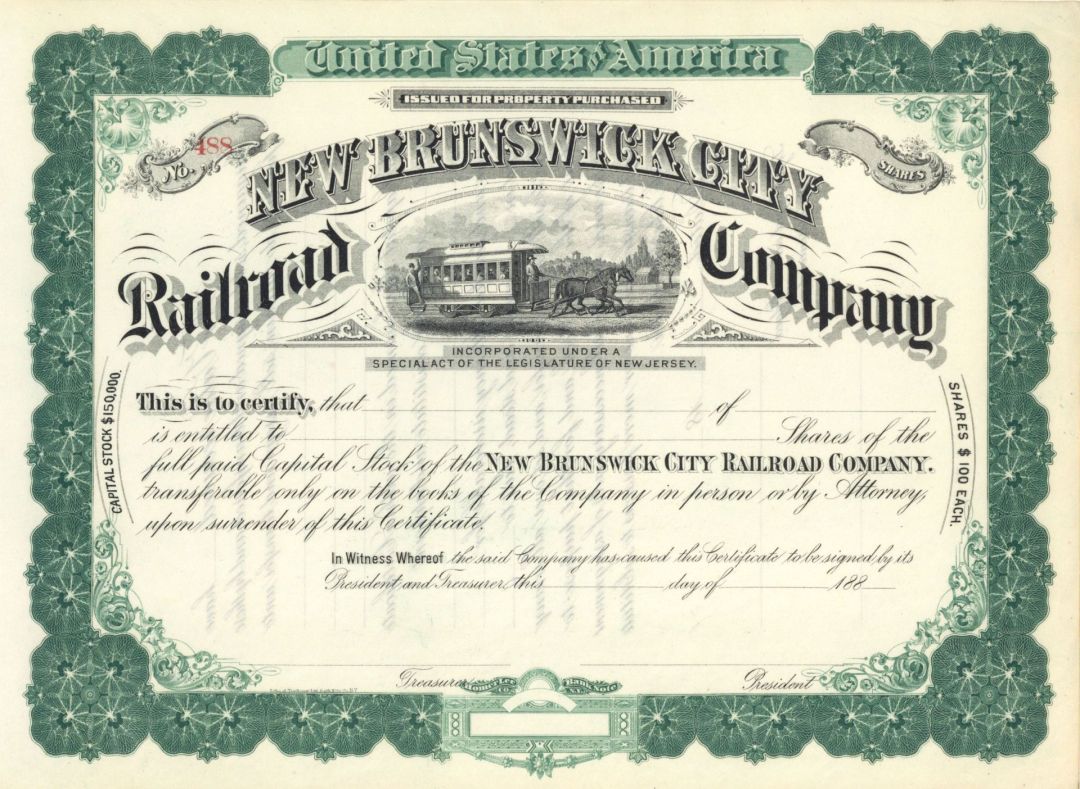 United States of America
ISSUED FOR PROPERTY PURCHASED
No. 488
SHARES
NEW BRUNSWICK CITY
Railroad Company
INCORPORATED UNDER A
SPECIAL ACT OF THE LEGISLATURE OF NEW JERSEY.
CAPITAL STOCK $150,000.
SHARES $100 EACH.
This is to certify, that of
is entitled to Shares of the
full paid Capital Stock of the NEW BRUNSWICK CITY RAILROAD COMPANY.
transferable only on the books of the Company in person or by Attorney,
upon surrender of this Certificate.
In Witness Whereof the said Company has caused this Certificate to be signed by its
President and Treasurer, this day of 188
Treasurer
President
Homer Lee Bank Note
Co. N.Y.